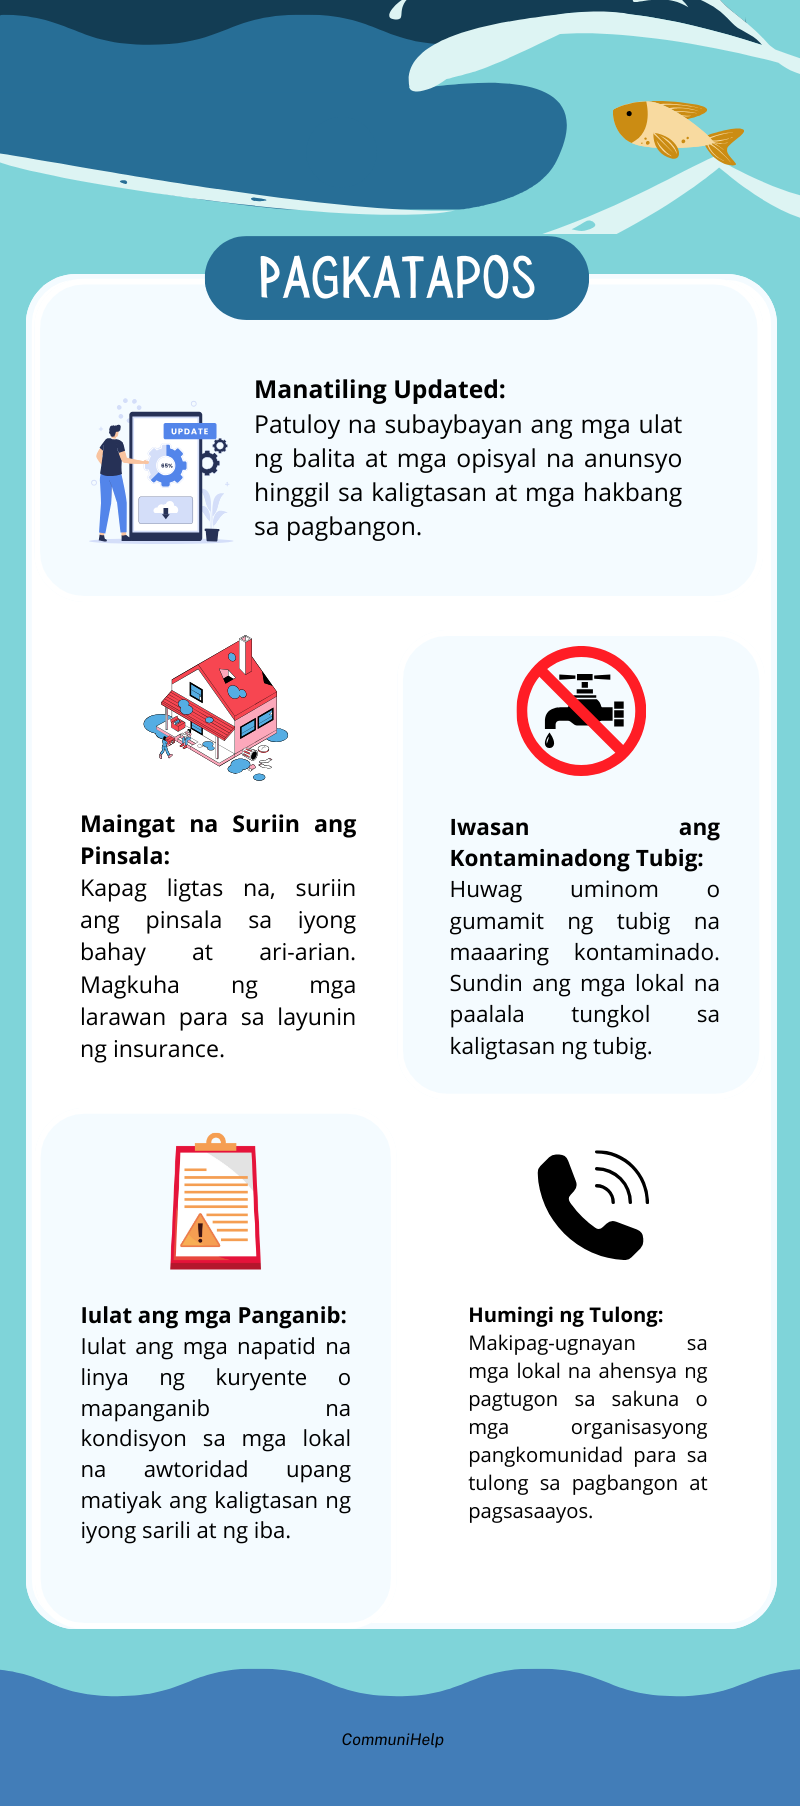 PAGKATAPOS
Manatiling Updated:
Patuloy na subaybayan ang mga ulat
ng balita at mga opisyal na anunsyo
hinggil sa kaligtasan at mga hakbang
sa pagbangon.
UPDATE
65%
Maingat na Suriin ang
Pinsala:
Kapag ligtas na, suriin
ang pinsala sa iyong
bahay at ari-arian.
Magkuha ng mga
larawan para sa layunin
ng insurance.
Iwasan ang
Kontaminadong Tubig:
Huwag uminom o
gumamit ng tubig na
maaaring kontaminado.
Sundin ang mga lokal na
paalala tungkol sa
kaligtasan ng tubig.
Iulat ang mga Panganib:
Iulat ang mga napatid na
linya ng kuryente o
mapanganib na
kondisyon sa mga lokal
na awtoridad upang
matiyak ang kaligtasan ng
iyong sarili at ng iba.
Humingi ng Tulong:
Makipag-ugnayan sa
mga lokal na ahensya ng
pagtugon sa sakuna o
mga organisasyong
pangkomunidad para sa
tulong sa pagbangon at
pagsasaayos.
CommuniHelp